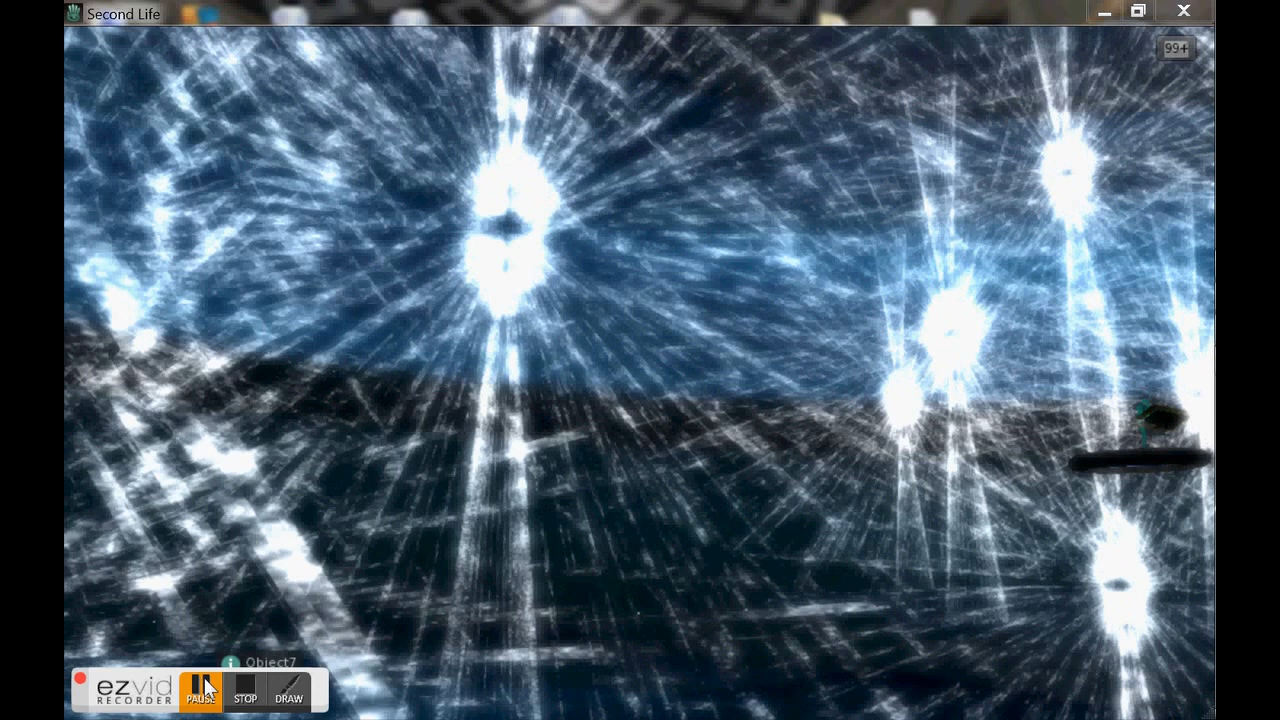 Second Life
99+
Object7
ezvid
RECORDER
PAUSE
STOP
DRAW